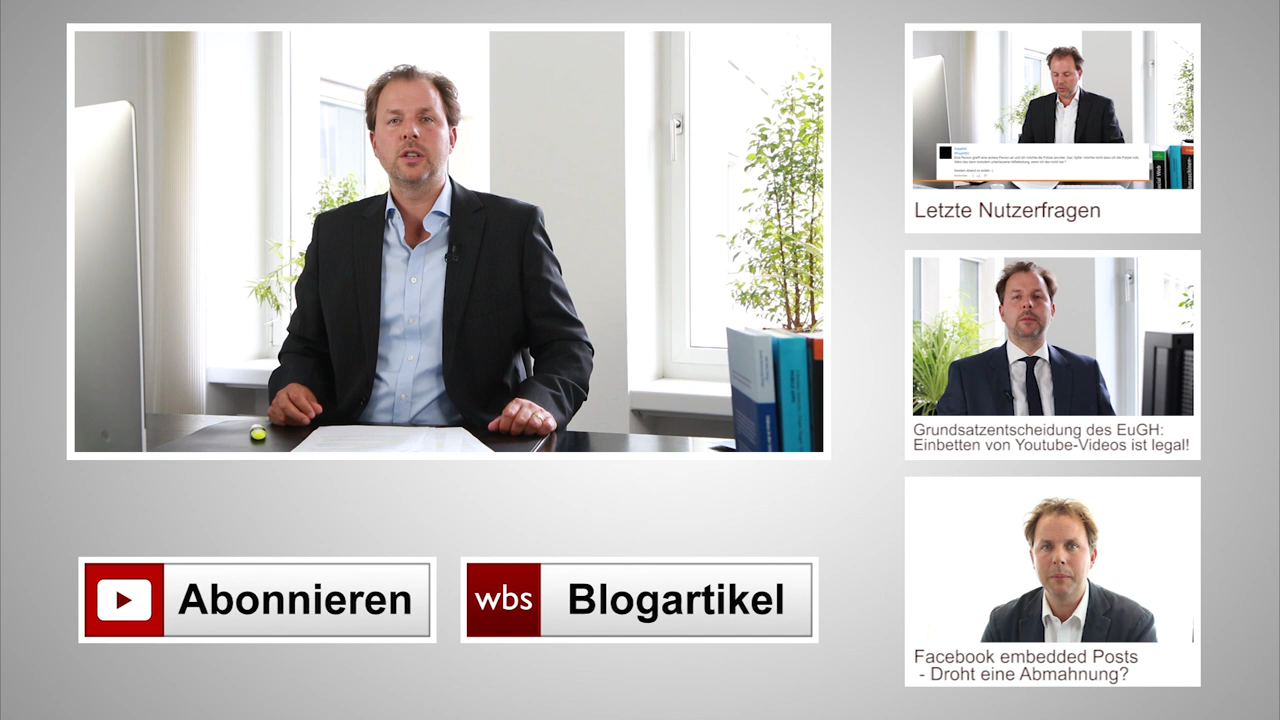 Letzte Nutzerfragen
Grundsatzentscheidung des EuGH:
Einbetten von Youtube-Videos ist legal!
Facebook embedded Posts
- Droht eine Abmahnung?
Abonnieren
wbs
Blogartikel